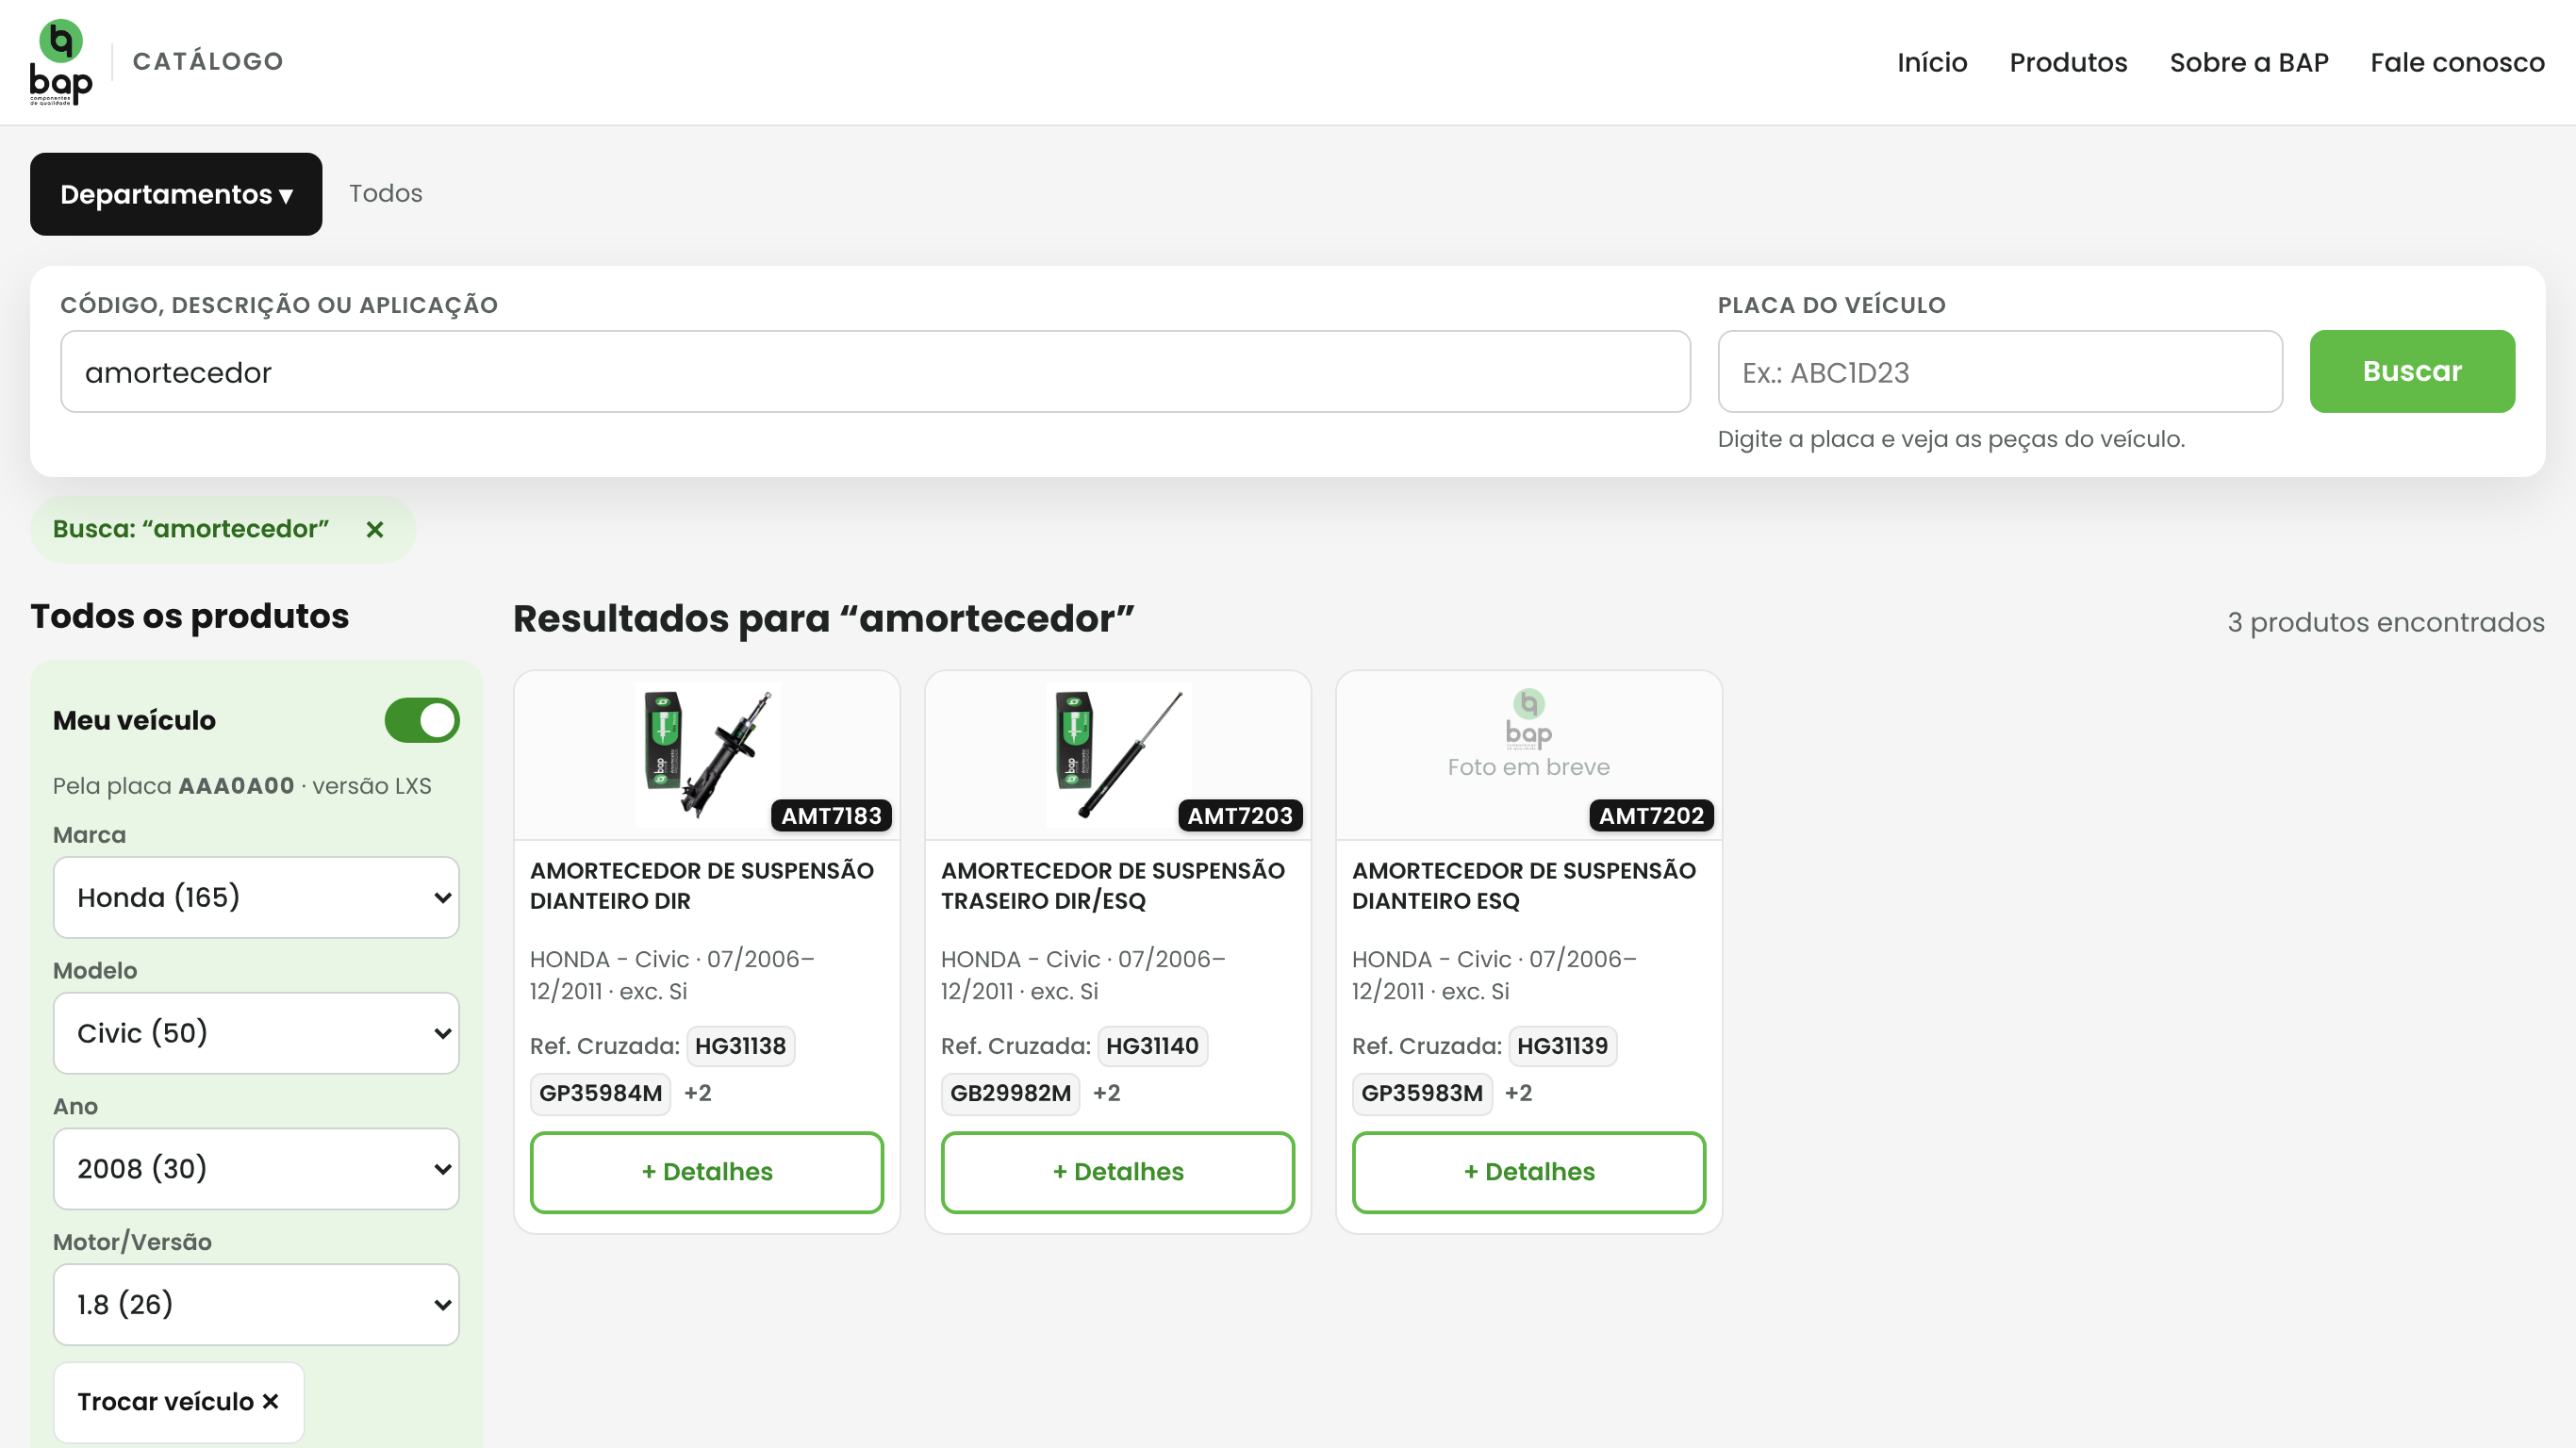 bap
componentes
de qualidade
CATÁLOGO
Início
Produtos
Sobre a BAP
Fale conosco
Departamentos ▾
Todos
CÓDIGO, DESCRIÇÃO OU APLICAÇÃO
amortecedor
PLACA DO VEÍCULO
Ex.: ABC1D23
Buscar
Digite a placa e veja as peças do veículo.
Busca: “amortecedor” ×
Todos os produtos
Meu veículo
Pela placa AAA0A00 · versão LXS
Marca
Honda (165)
Modelo
Civic (50)
Ano
2008 (30)
Motor/Versão
1.8 (26)
Trocar veículo ×
Resultados para “amortecedor”
3 produtos encontrados
bap
AMT7183
AMORTECEDOR DE SUSPENSÃO
DIANTEIRO DIR
HONDA - Civic · 07/2006–
12/2011 · exc. Si
Ref. Cruzada: HG31138
GP35984M +2
+ Detalhes
bap
AMT7203
AMORTECEDOR DE SUSPENSÃO
TRASEIRO DIR/ESQ
HONDA - Civic · 07/2006–
12/2011 · exc. Si
Ref. Cruzada: HG31140
GB29982M +2
+ Detalhes
bap
Foto em breve
AMT7202
AMORTECEDOR DE SUSPENSÃO
DIANTEIRO ESQ
HONDA - Civic · 07/2006–
12/2011 · exc. Si
Ref. Cruzada: HG31139
GP35983M +2
+ Detalhes